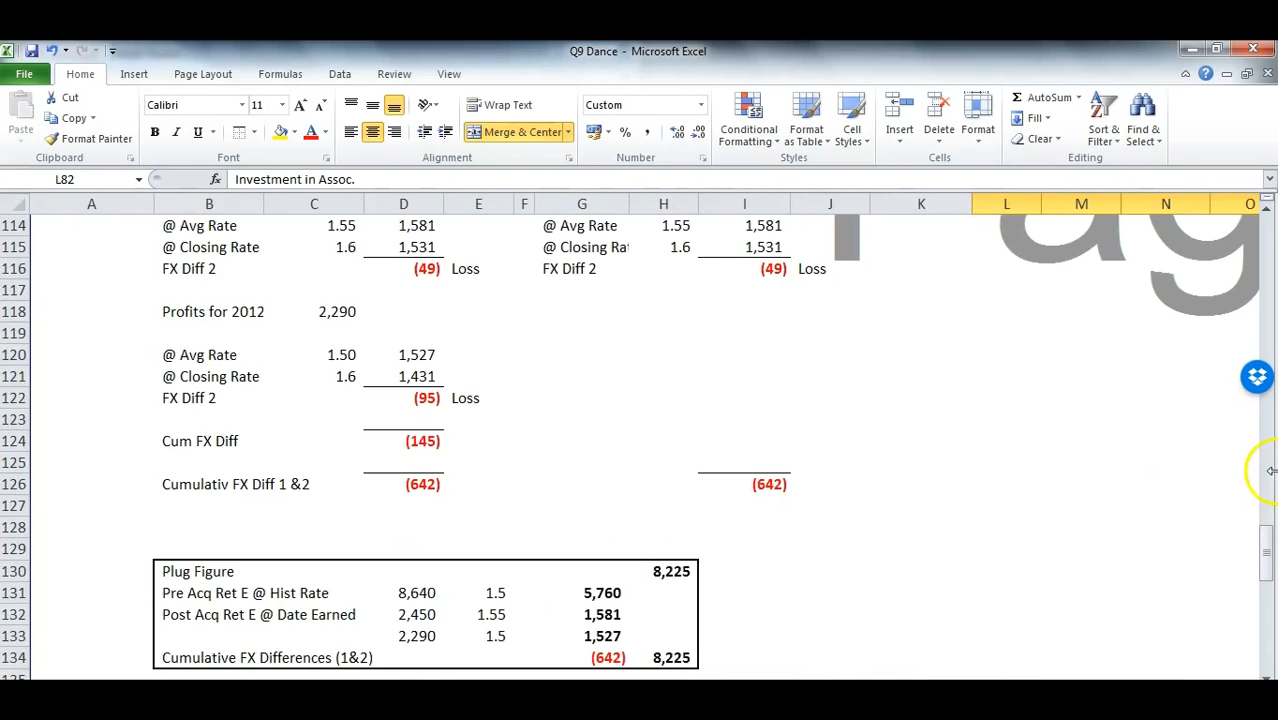 Q9 Dance - Microsoft Excel
File Home Insert Page Layout Formulas Data Review View
Paste Cut Copy Format Painter Clipboard
Calibri 11 A A B I U A Font
Wrap Text Merge & Center Alignment
Custom % , Number
Conditional Formatting Format as Table Cell Styles Styles
Insert Delete Format Cells
Σ AutoSum Fill Clear Sort & Filter Find & Select Editing
L82 fx Investment in Assoc.
A B C D E F G H I J K L M N O
114 @ Avg Rate 1.55 1,581 @ Avg Rate 1.55 1,581
115 @ Closing Rate 1.6 1,531 @ Closing Rat 1.6 1,531
116 FX Diff 2 (49) Loss FX Diff 2 (49) Loss
117
118 Profits for 2012 2,290
119
120 @ Avg Rate 1.50 1,527
121 @ Closing Rate 1.6 1,431
122 FX Diff 2 (95) Loss
123
124 Cum FX Diff (145)
125
126 Cumulativ FX Diff 1 &2 (642) (642)
127
128
129
130 Plug Figure 8,225
131 Pre Acq Ret E @ Hist Rate 8,640 1.5 5,760
132 Post Acq Ret E @ Date Earned 2,450 1.55 1,581
133 2,290 1.5 1,527
134 Cumulative FX Differences (1&2) (642) 8,225